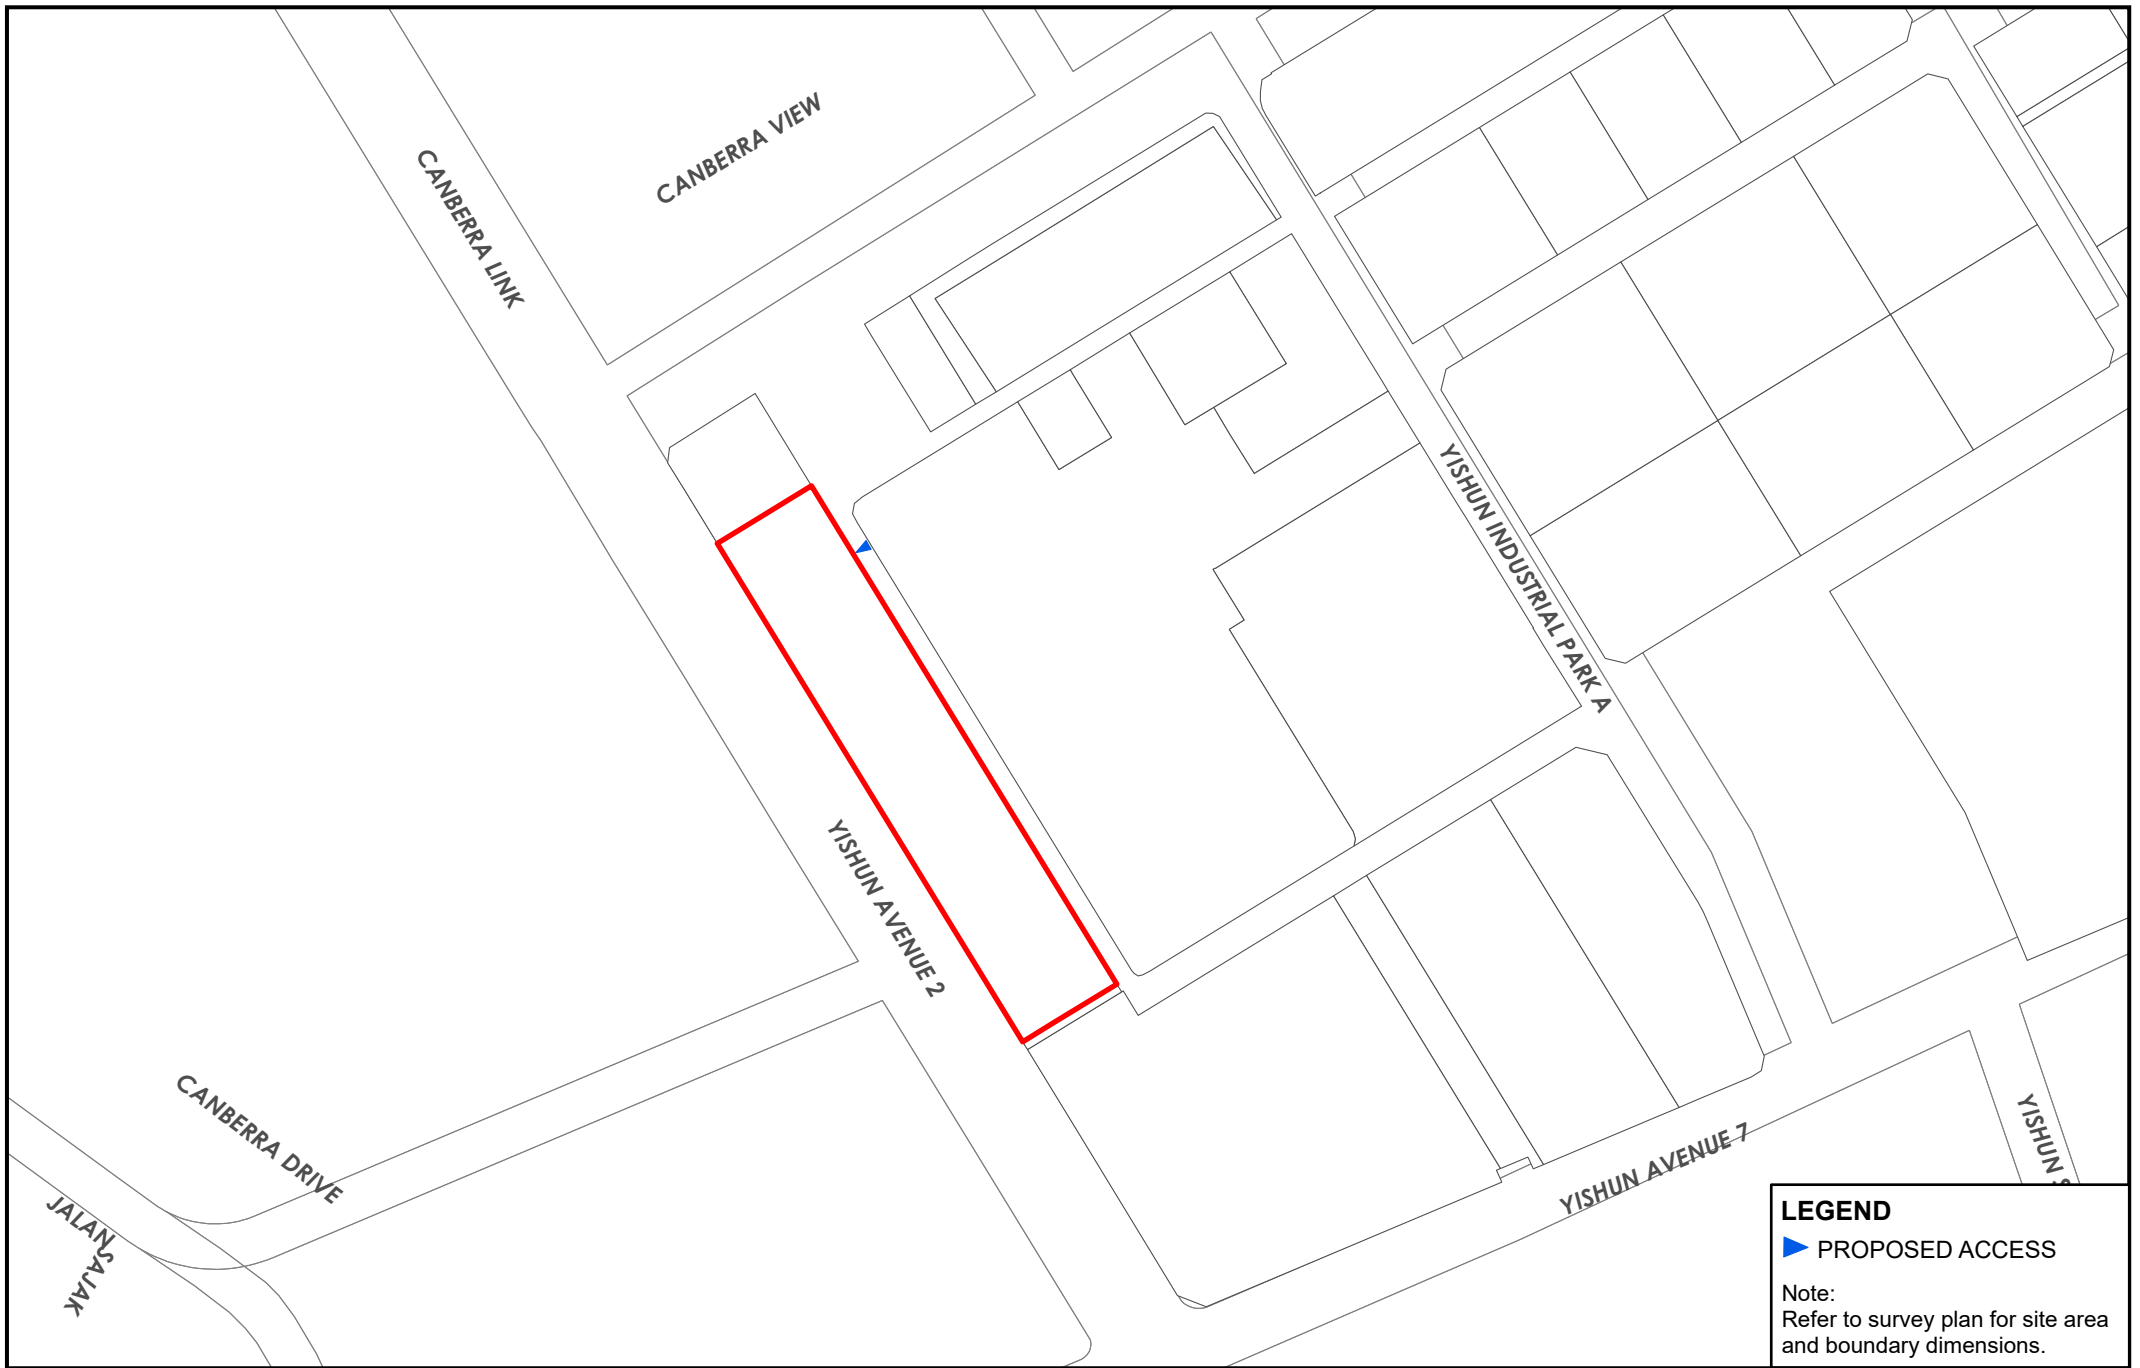 CANBERRA VIEW
CANBERRA LINK
YISHUN INDUSTRIAL PARK A
YISHUN AVENUE 2
CANBERRA DRIVE
JALAN
SAJAK
YISHUN AVENUE 7
YISHUN S
LEGEND
PROPOSED ACCESS
Note:
Refer to survey plan for site area
and boundary dimensions.